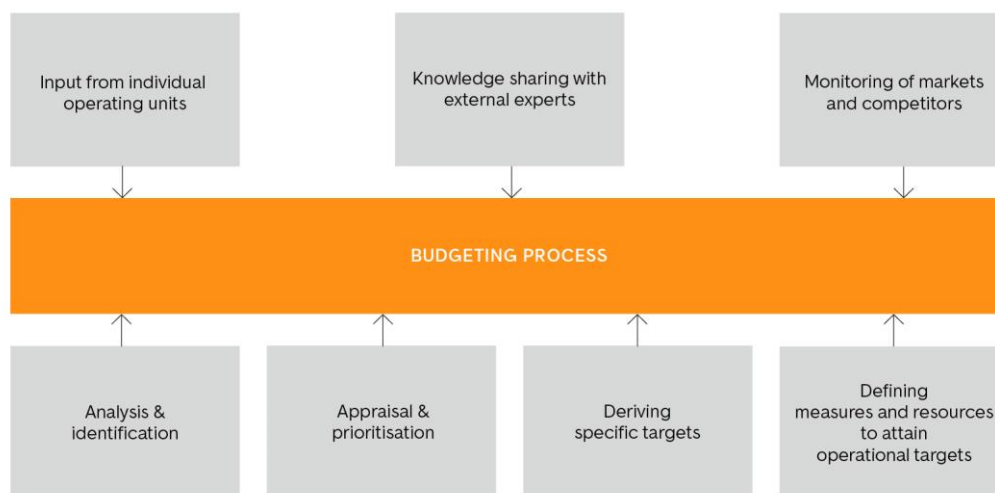 Input from individual
operating units
Knowledge sharing with
external experts
Monitoring of markets
and competitors
BUDGETING PROCESS
Analysis &
identification
Appraisal &
prioritisation
Deriving
specific targets
Defining
measures and resources
to attain
operational targets